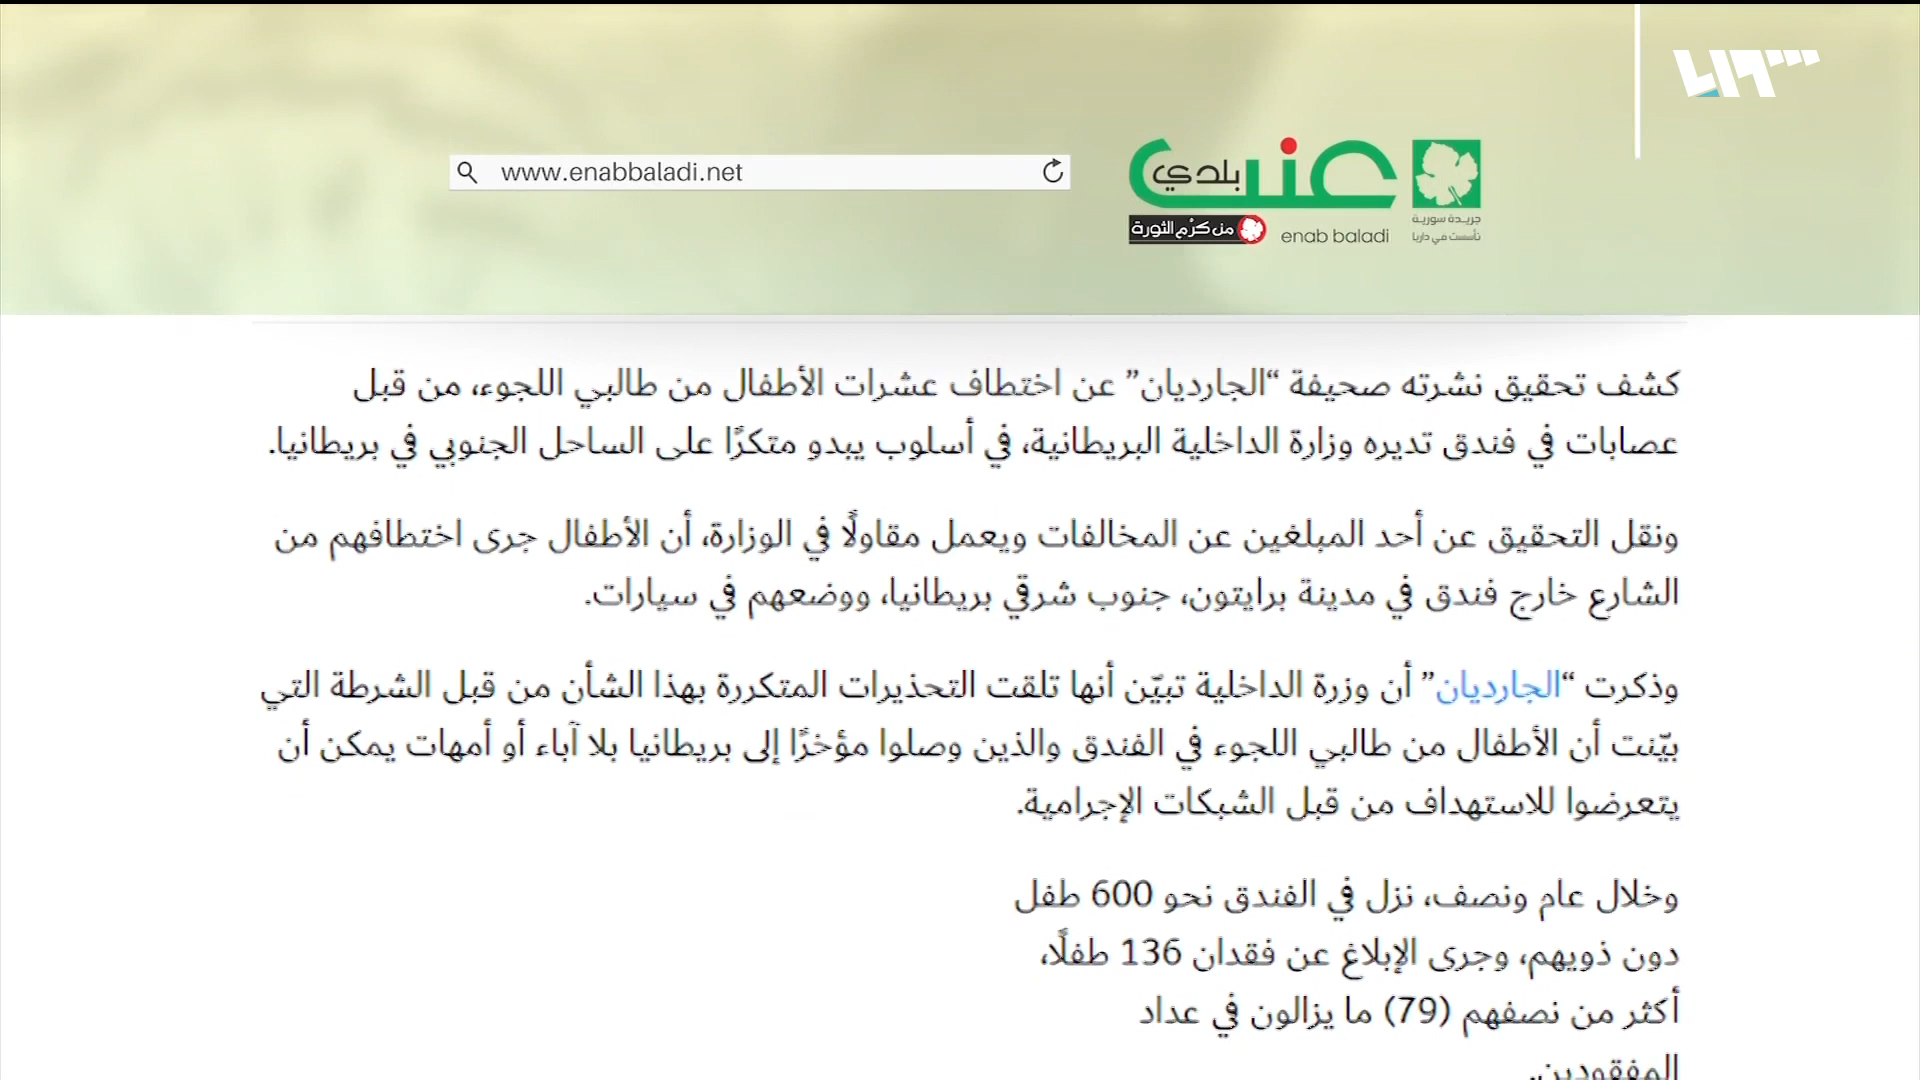 www.enabbaladi.net
عنب بلدي
جريدة سورية
تأسست في داريا
enab baladi
من كرم الثورة
كشف تحقيق نشرته صحيفة “الجارديان” عن اختطاف عشرات الأطفال من طالبي اللجوء، من قبل
عصابات في فندق تديره وزارة الداخلية البريطانية، في أسلوب يبدو متكررًا على الساحل الجنوبي في بريطانيا.
ونقل التحقيق عن أحد المبلغين عن المخالفات ويعمل مقاولًا في الوزارة، أن الأطفال جرى اختطافهم من
الشارع خارج فندق في مدينة برايتون، جنوب شرقي بريطانيا، ووضعهم في سيارات.
وذكرت “الجارديان” أن وزرة الداخلية تبيّن أنها تلقت التحذيرات المتكررة بهذا الشأن من قبل الشرطة التي
بيّنت أن الأطفال من طالبي اللجوء في الفندق والذين وصلوا مؤخرًا إلى بريطانيا بلا آباء أو أمهات يمكن أن
يتعرضوا للاستهداف من قبل الشبكات الإجرامية.
وخلال عام ونصف، نزل في الفندق نحو 600 طفل
دون ذويهم، وجرى الإبلاغ عن فقدان 136 طفلًا،
أكثر من نصفهم (79) ما يزالون في عداد
المفقودين.